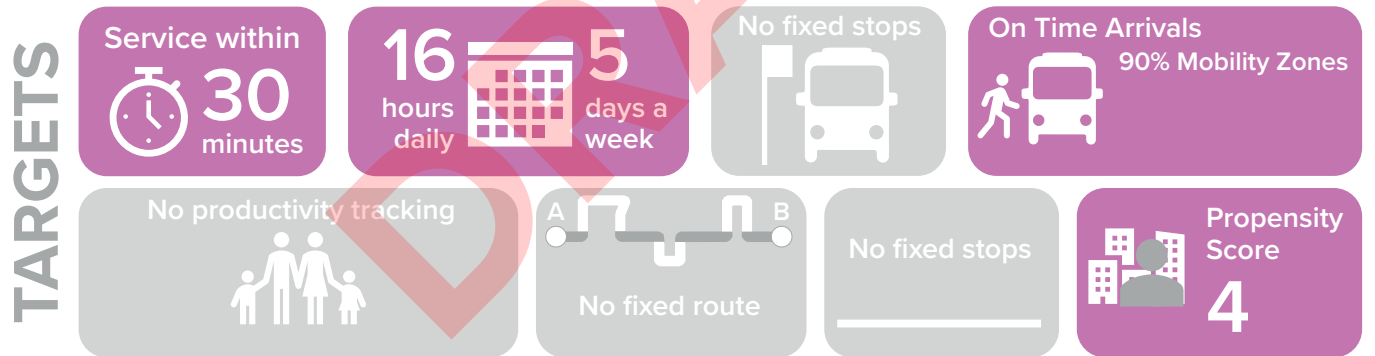 TARGETS
Service within
30
minutes
16
hours
daily
5
days a
week
No fixed stops
On Time Arrivals
90% Mobility Zones
No productivity tracking
A
B
No fixed route
No fixed stops
Propensity
Score
4
DRA